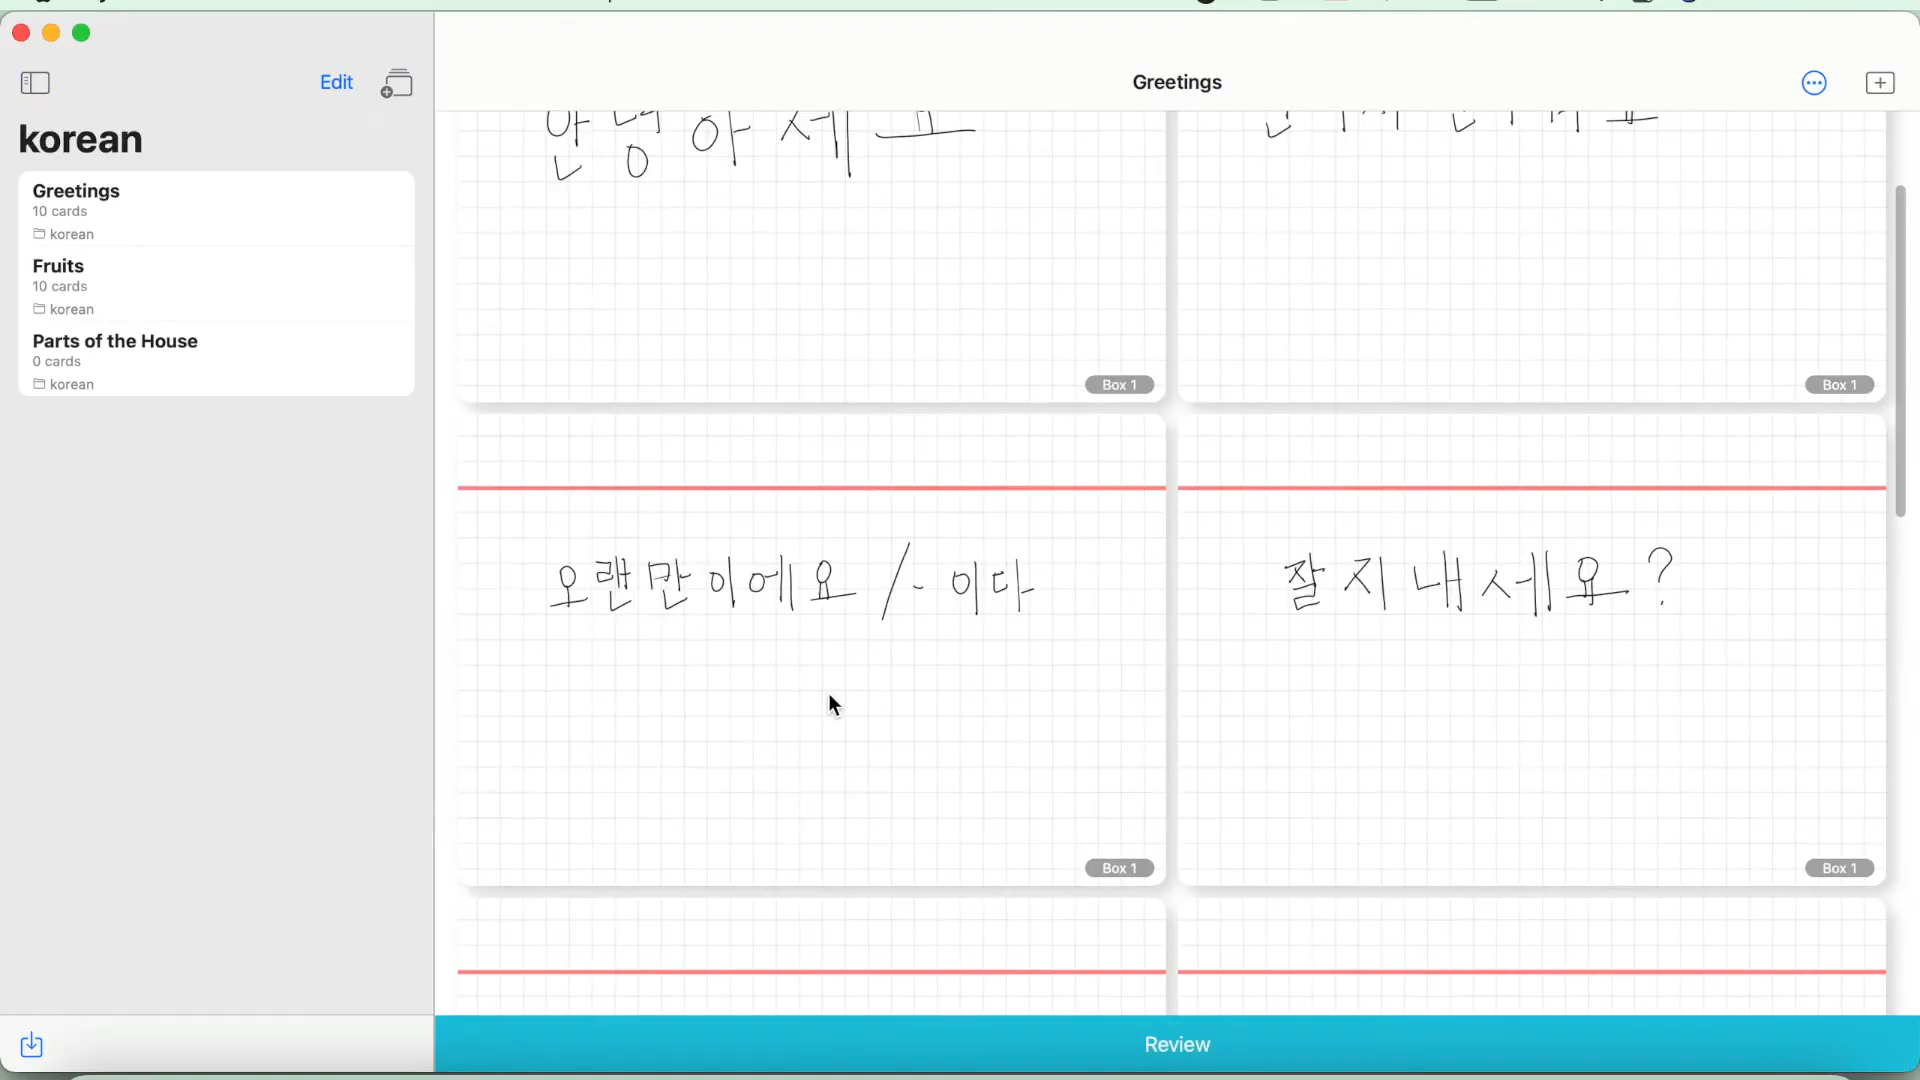 Edit
Greetings
korean
Greetings
10 cards
korean
Fruits
10 cards
korean
Parts of the House
0 cards
korean
안녕하세요
Box 1
Box 1
오랜만이에요 / - 이다
잘 지내세요?
Box 1
Box 1
Review